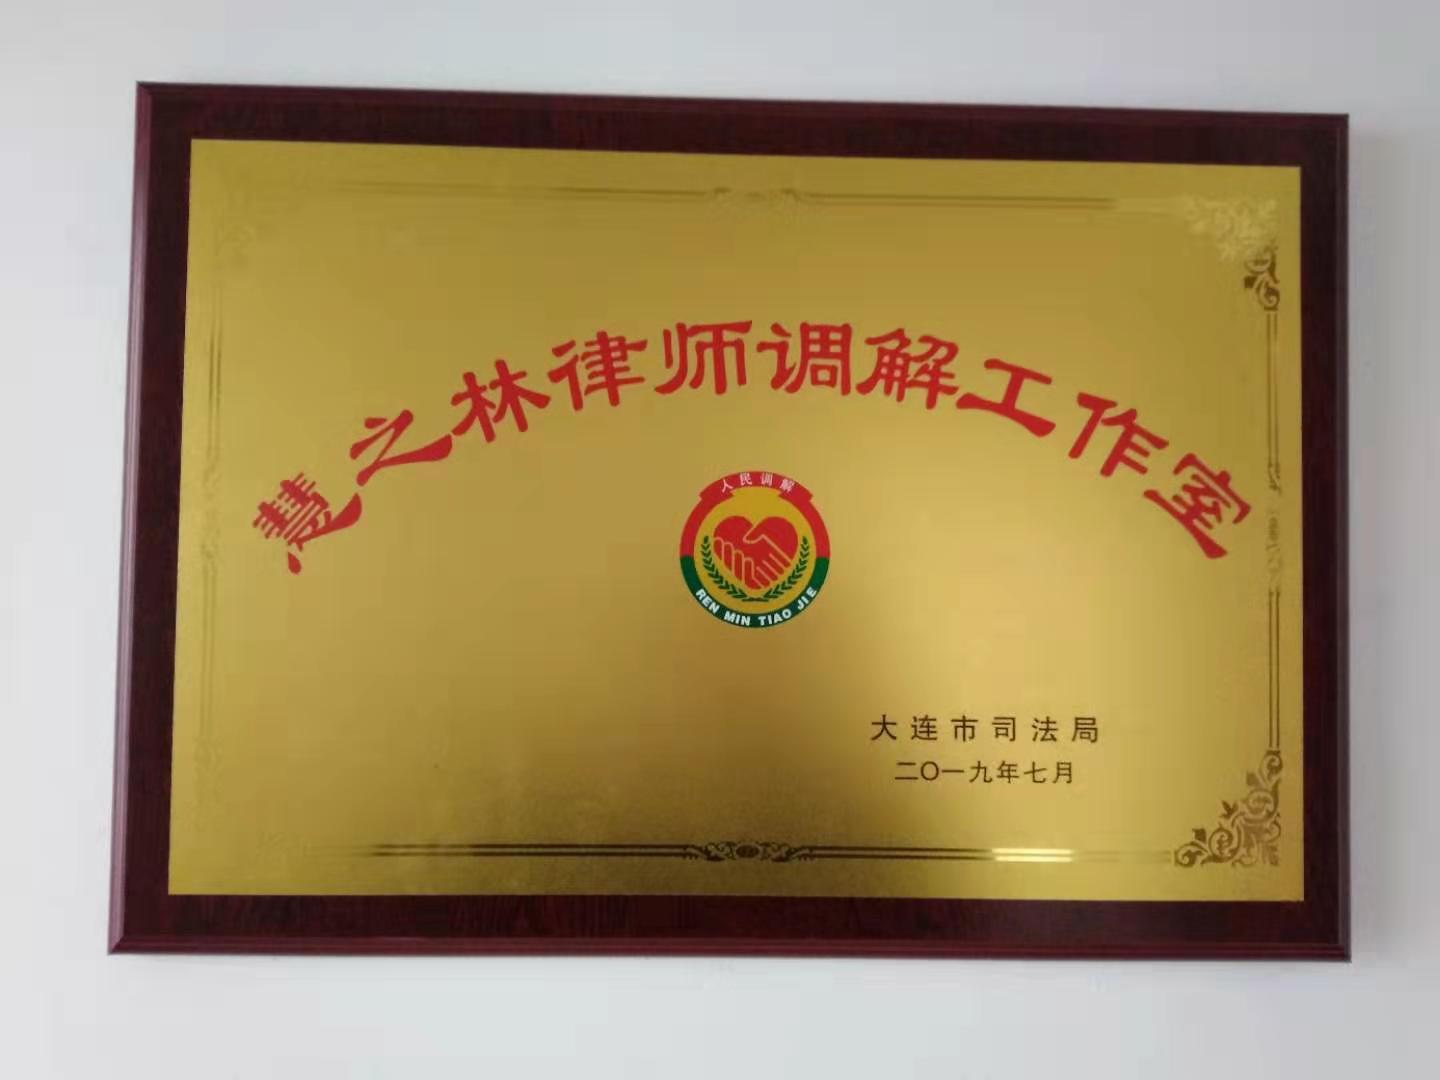 慧之林律师调解工作室
人民调解
REN MIN TIAO JIE
大连市司法局
二〇一九年七月